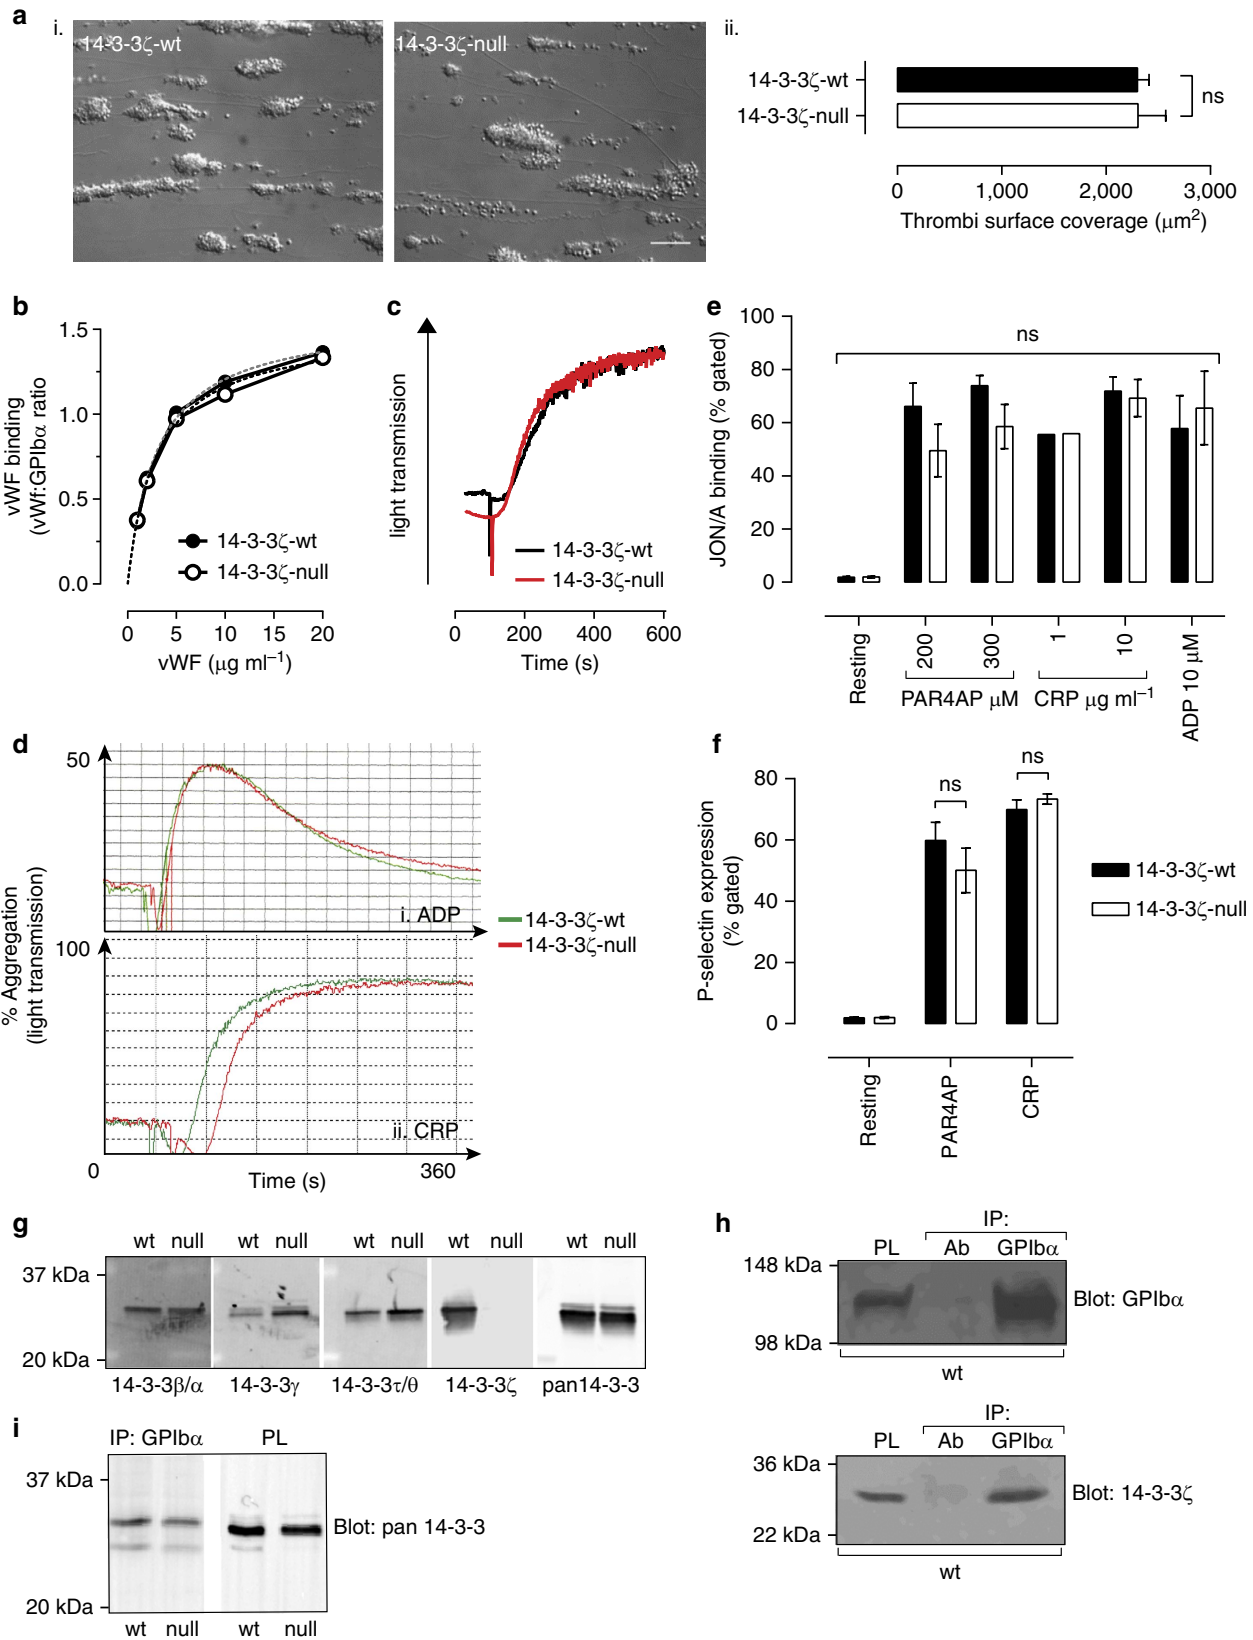 a
i.
14-3-3ζ-wt
14-3-3ζ-null
ii.
14-3-3ζ-wt
14-3-3ζ-null
ns
0 1,000 2,000 3,000
Thrombi surface coverage (μm²)
b
vWF binding
(vWf:GPIbα ratio)
1.5
1.0
0.5
0.0
14-3-3ζ-wt
14-3-3ζ-null
0 5 10 15 20
vWF (μg ml⁻¹)
c
light transmission
14-3-3ζ-wt
14-3-3ζ-null
0 200 400 600
Time (s)
e
JON/A binding (% gated)
100
80
60
40
20
0
ns
Resting
200
300
PAR4AP μM
1
10
CRP μg ml⁻¹
ADP 10 μM
d
% Aggregation
(light transmission)
50
i. ADP
100
ii. CRP
0
360
Time (s)
14-3-3ζ-wt
14-3-3ζ-null
f
P-selectin expression
(% gated)
80
60
40
20
0
ns
ns
Resting
PAR4AP
CRP
14-3-3ζ-wt
14-3-3ζ-null
g
wt null wt null wt null wt null wt null
37 kDa
20 kDa
14-3-3β/α 14-3-3γ 14-3-3τ/θ 14-3-3ζ pan14-3-3
h
IP:
PL Ab GPIbα
148 kDa
98 kDa
Blot: GPIbα
wt
IP:
PL Ab GPIbα
36 kDa
22 kDa
Blot: 14-3-3ζ
wt
i
IP: GPIbα PL
37 kDa
20 kDa
Blot: pan 14-3-3
wt null wt null